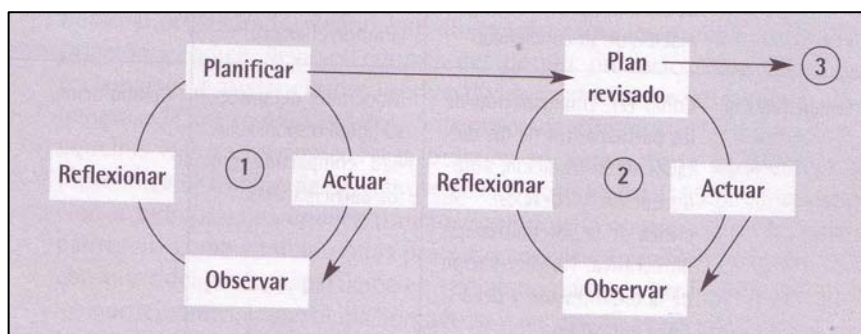 Planificar
Plan
revisado
3
Reflexionar
1
Actuar
Reflexionar
2
Actuar
Observar
Observar